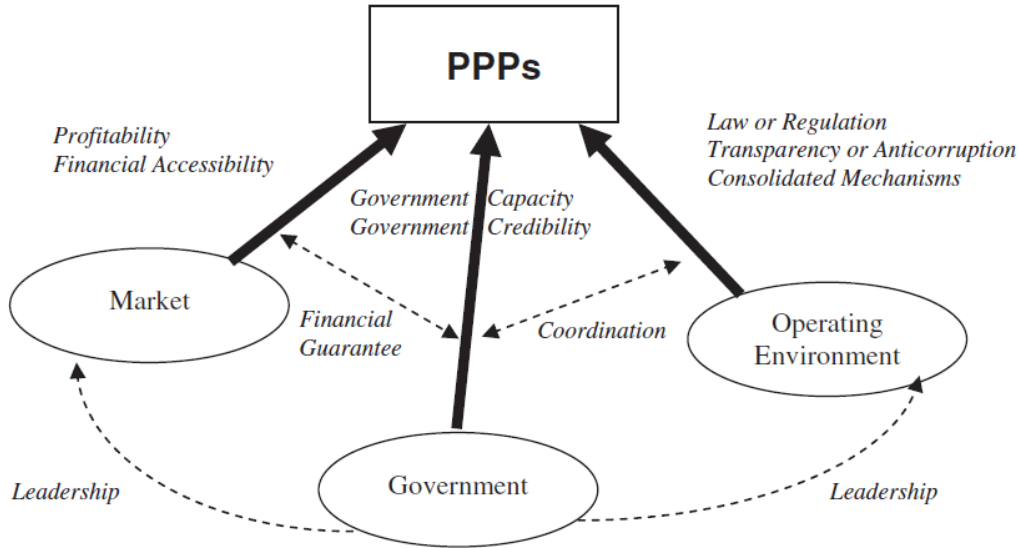 PPPs
Profitability
Financial Accessibility
Law or Regulation
Transparency or Anticorruption
Consolidated Mechanisms
Government Capacity
Government Credibility
Market
Financial
Guarantee
Coordination
Operating
Environment
Government
Leadership
Leadership